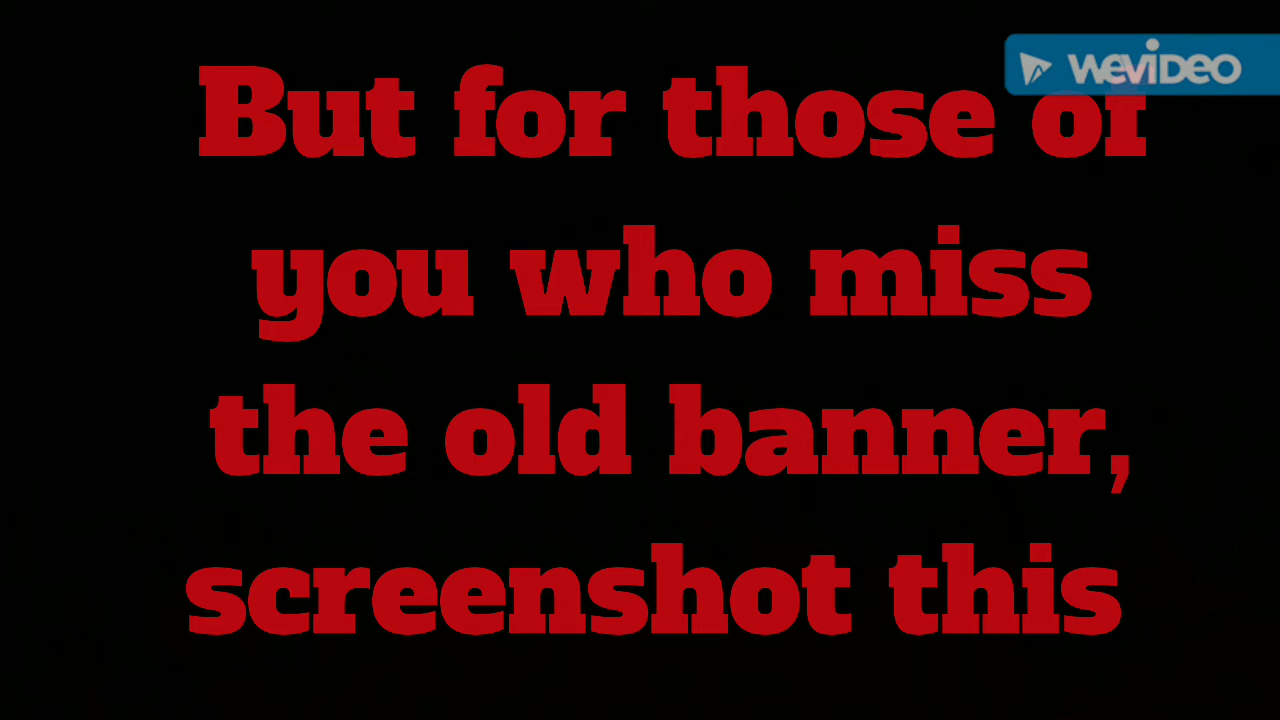 WEVIDEO
But for those of
you who miss
the old banner,
screenshot this